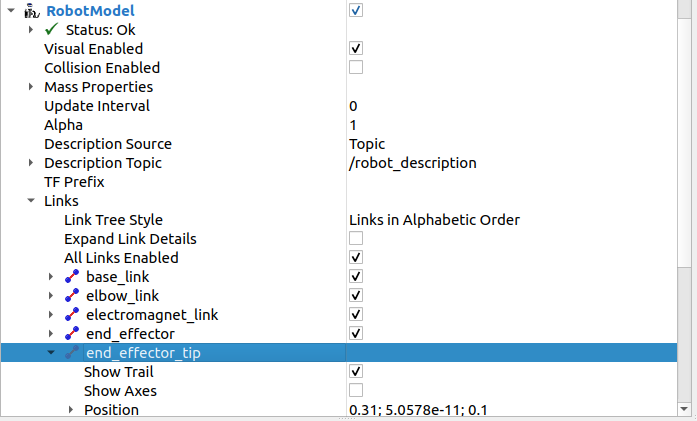 RobotModel
Status: Ok
Visual Enabled
Collision Enabled
Mass Properties
Update Interval 0
Alpha 1
Description Source Topic
Description Topic /robot_description
TF Prefix
Links
Link Tree Style Links in Alphabetic Order
Expand Link Details
All Links Enabled
base_link
elbow_link
electromagnet_link
end_effector
end_effector_tip
Show Trail
Show Axes
Position 0.31; 5.0578e-11; 0.1